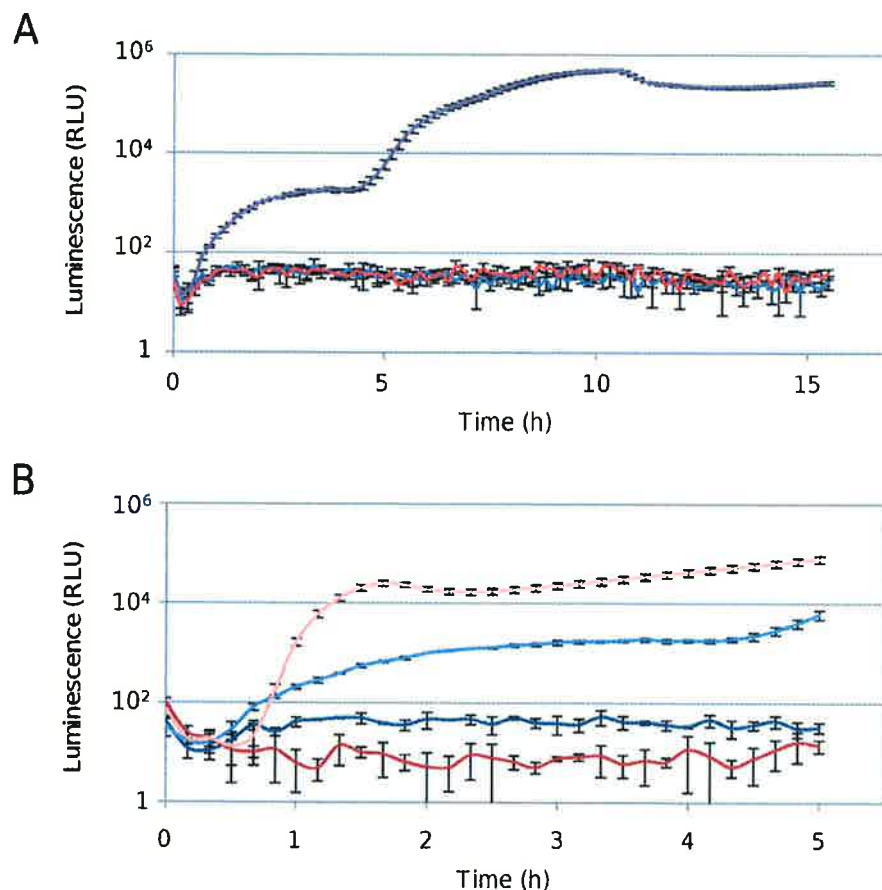 A
Luminescence (RLU)
10⁶
10⁴
10²
1
0 5 10 15
Time (h)
B
Luminescence (RLU)
10⁶
10⁴
10²
1
0 1 2 3 4 5
Time (h)